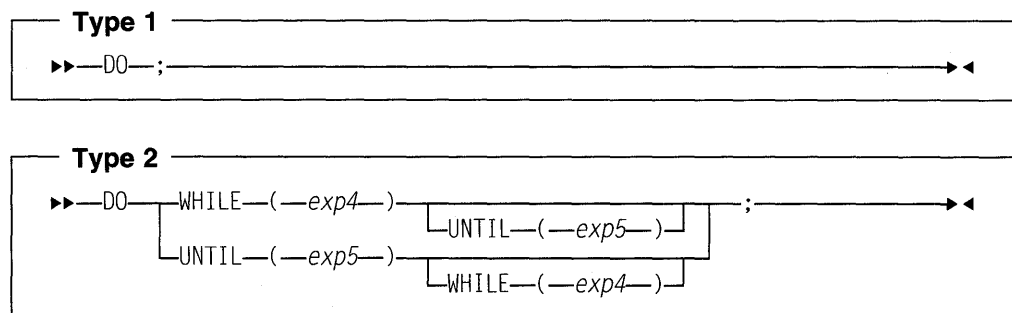 Type 1
DO ;
Type 2
DO WHILE ( exp4 ) ;
UNTIL ( exp5 )
UNTIL ( exp5 )
WHILE ( exp4 )